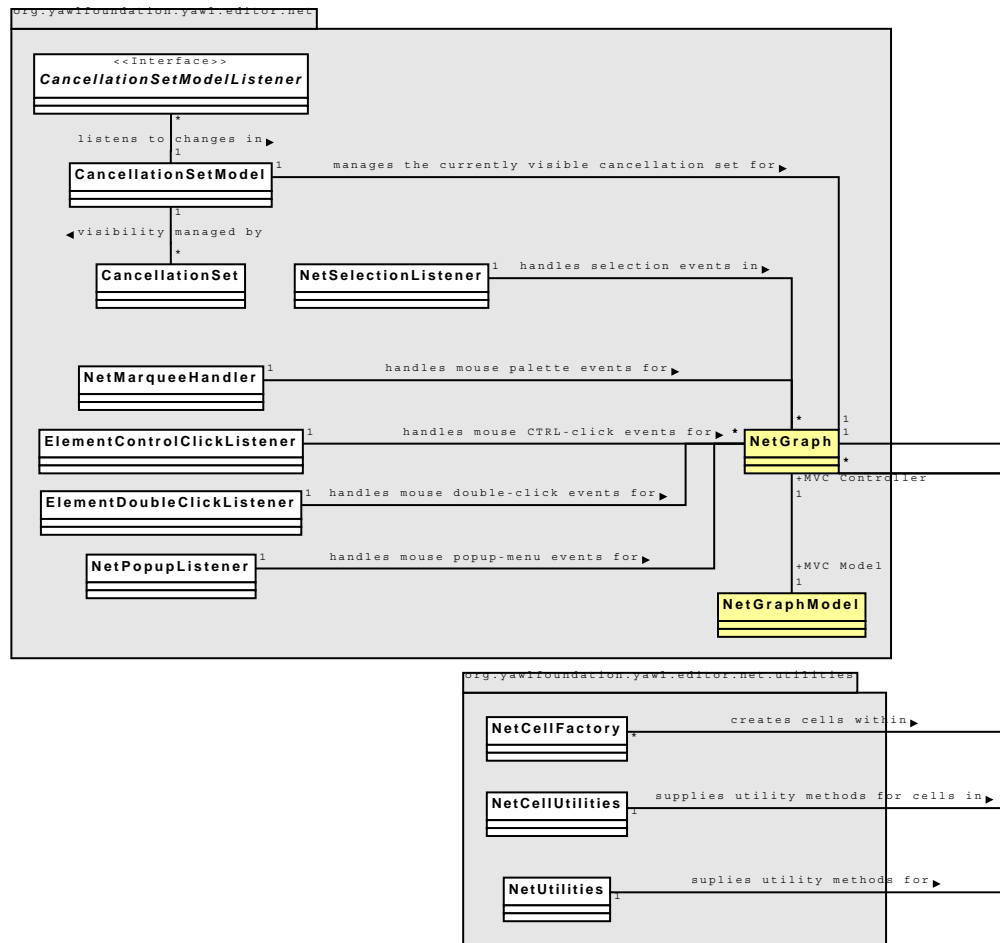 org.yawlfoundation.yawl.editor.net
<<Interface>>
CancellationSetModelListener
*
listens to changes in
1
CancellationSetModel
1
manages the currently visible cancellation set for
1
visibility managed by
*
CancellationSet
NetSelectionListener
1
handles selection events in
NetMarqueeHandler
1
handles mouse palette events for
*
1
ElementControlClickListener
1
handles mouse CTRL-click events for
*
NetGraph
1
*
+MVC Controller
1
ElementDoubleClickListener
1
handles mouse double-click events for
NetPopupListener
1
handles mouse popup-menu events for
+MVC Model
1
NetGraphModel
org.yawlfoundation.yawl.editor.net.utilities
NetCellFactory
*
creates cells within
NetCellUtilities
1
supplies utility methods for cells in
NetUtilities
1
suplies utility methods for